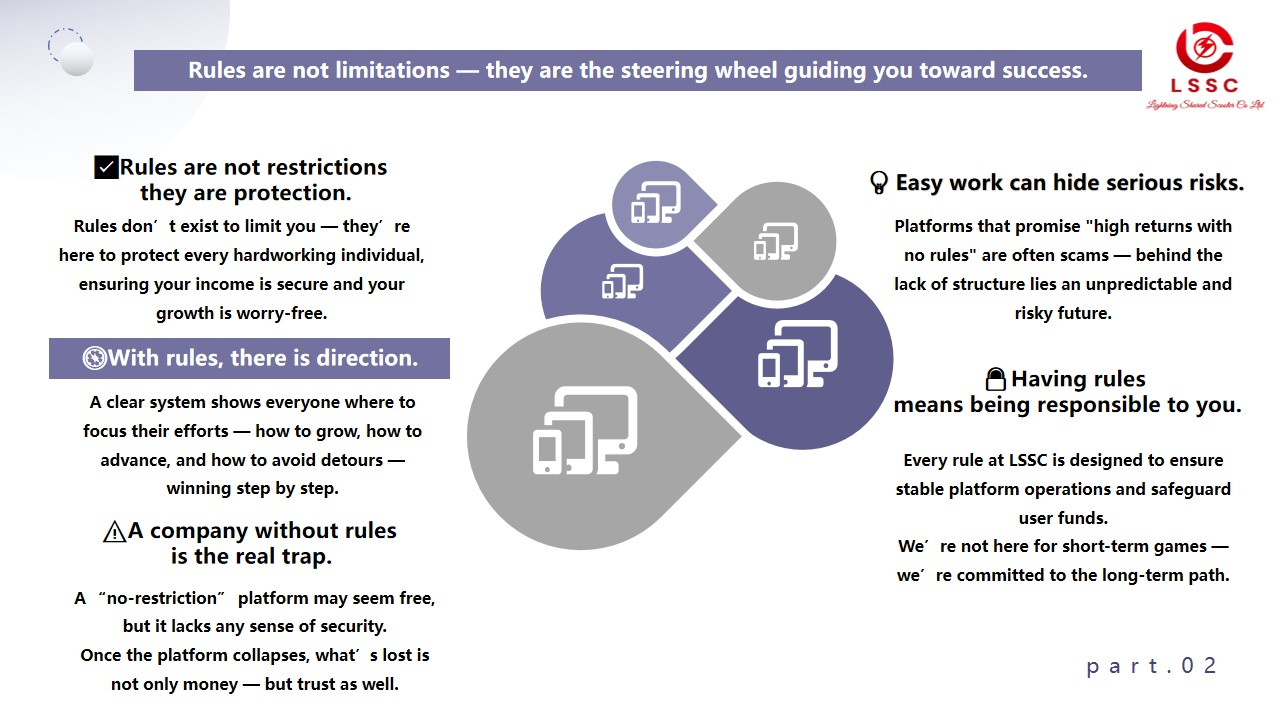 Rules are not limitations — they are the steering wheel guiding you toward success.
LSSC
Lightning Shared Scooter Co Ltd
Rules are not restrictions
they are protection.
Rules don’t exist to limit you — they’re
here to protect every hardworking individual,
ensuring your income is secure and your
growth is worry-free.
With rules, there is direction.
A clear system shows everyone where to
focus their efforts — how to grow, how to
advance, and how to avoid detours —
winning step by step.
A company without rules
is the real trap.
A “no-restriction” platform may seem free,
but it lacks any sense of security.
Once the platform collapses, what’s lost is
not only money — but trust as well.
Easy work can hide serious risks.
Platforms that promise "high returns with
no rules" are often scams — behind the
lack of structure lies an unpredictable and
risky future.
Having rules
means being responsible to you.
Every rule at LSSC is designed to ensure
stable platform operations and safeguard
user funds.
We’re not here for short-term games —
we’re committed to the long-term path.
part.02